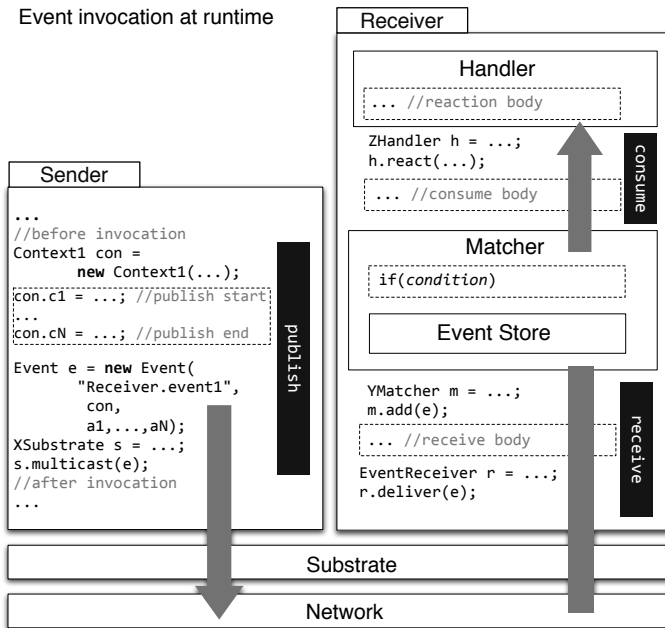 Event invocation at runtime
Sender
...
//before invocation
Context1 con =
new Context1(...);
con.c1 = ...; //publish start
...
con.cN = ...; //publish end
Event e = new Event(
"Receiver.event1",
con,
a1,...,aN);
XSubstrate s = ...;
s.multicast(e);
//after invocation
...
publish
Receiver
Handler
... //reaction body
ZHandler h = ...;
h.react(...);
... //consume body
consume
Matcher
if(condition)
Event Store
YMatcher m = ...;
m.add(e);
... //receive body
EventReceiver r = ...;
r.deliver(e);
receive
Substrate
Network